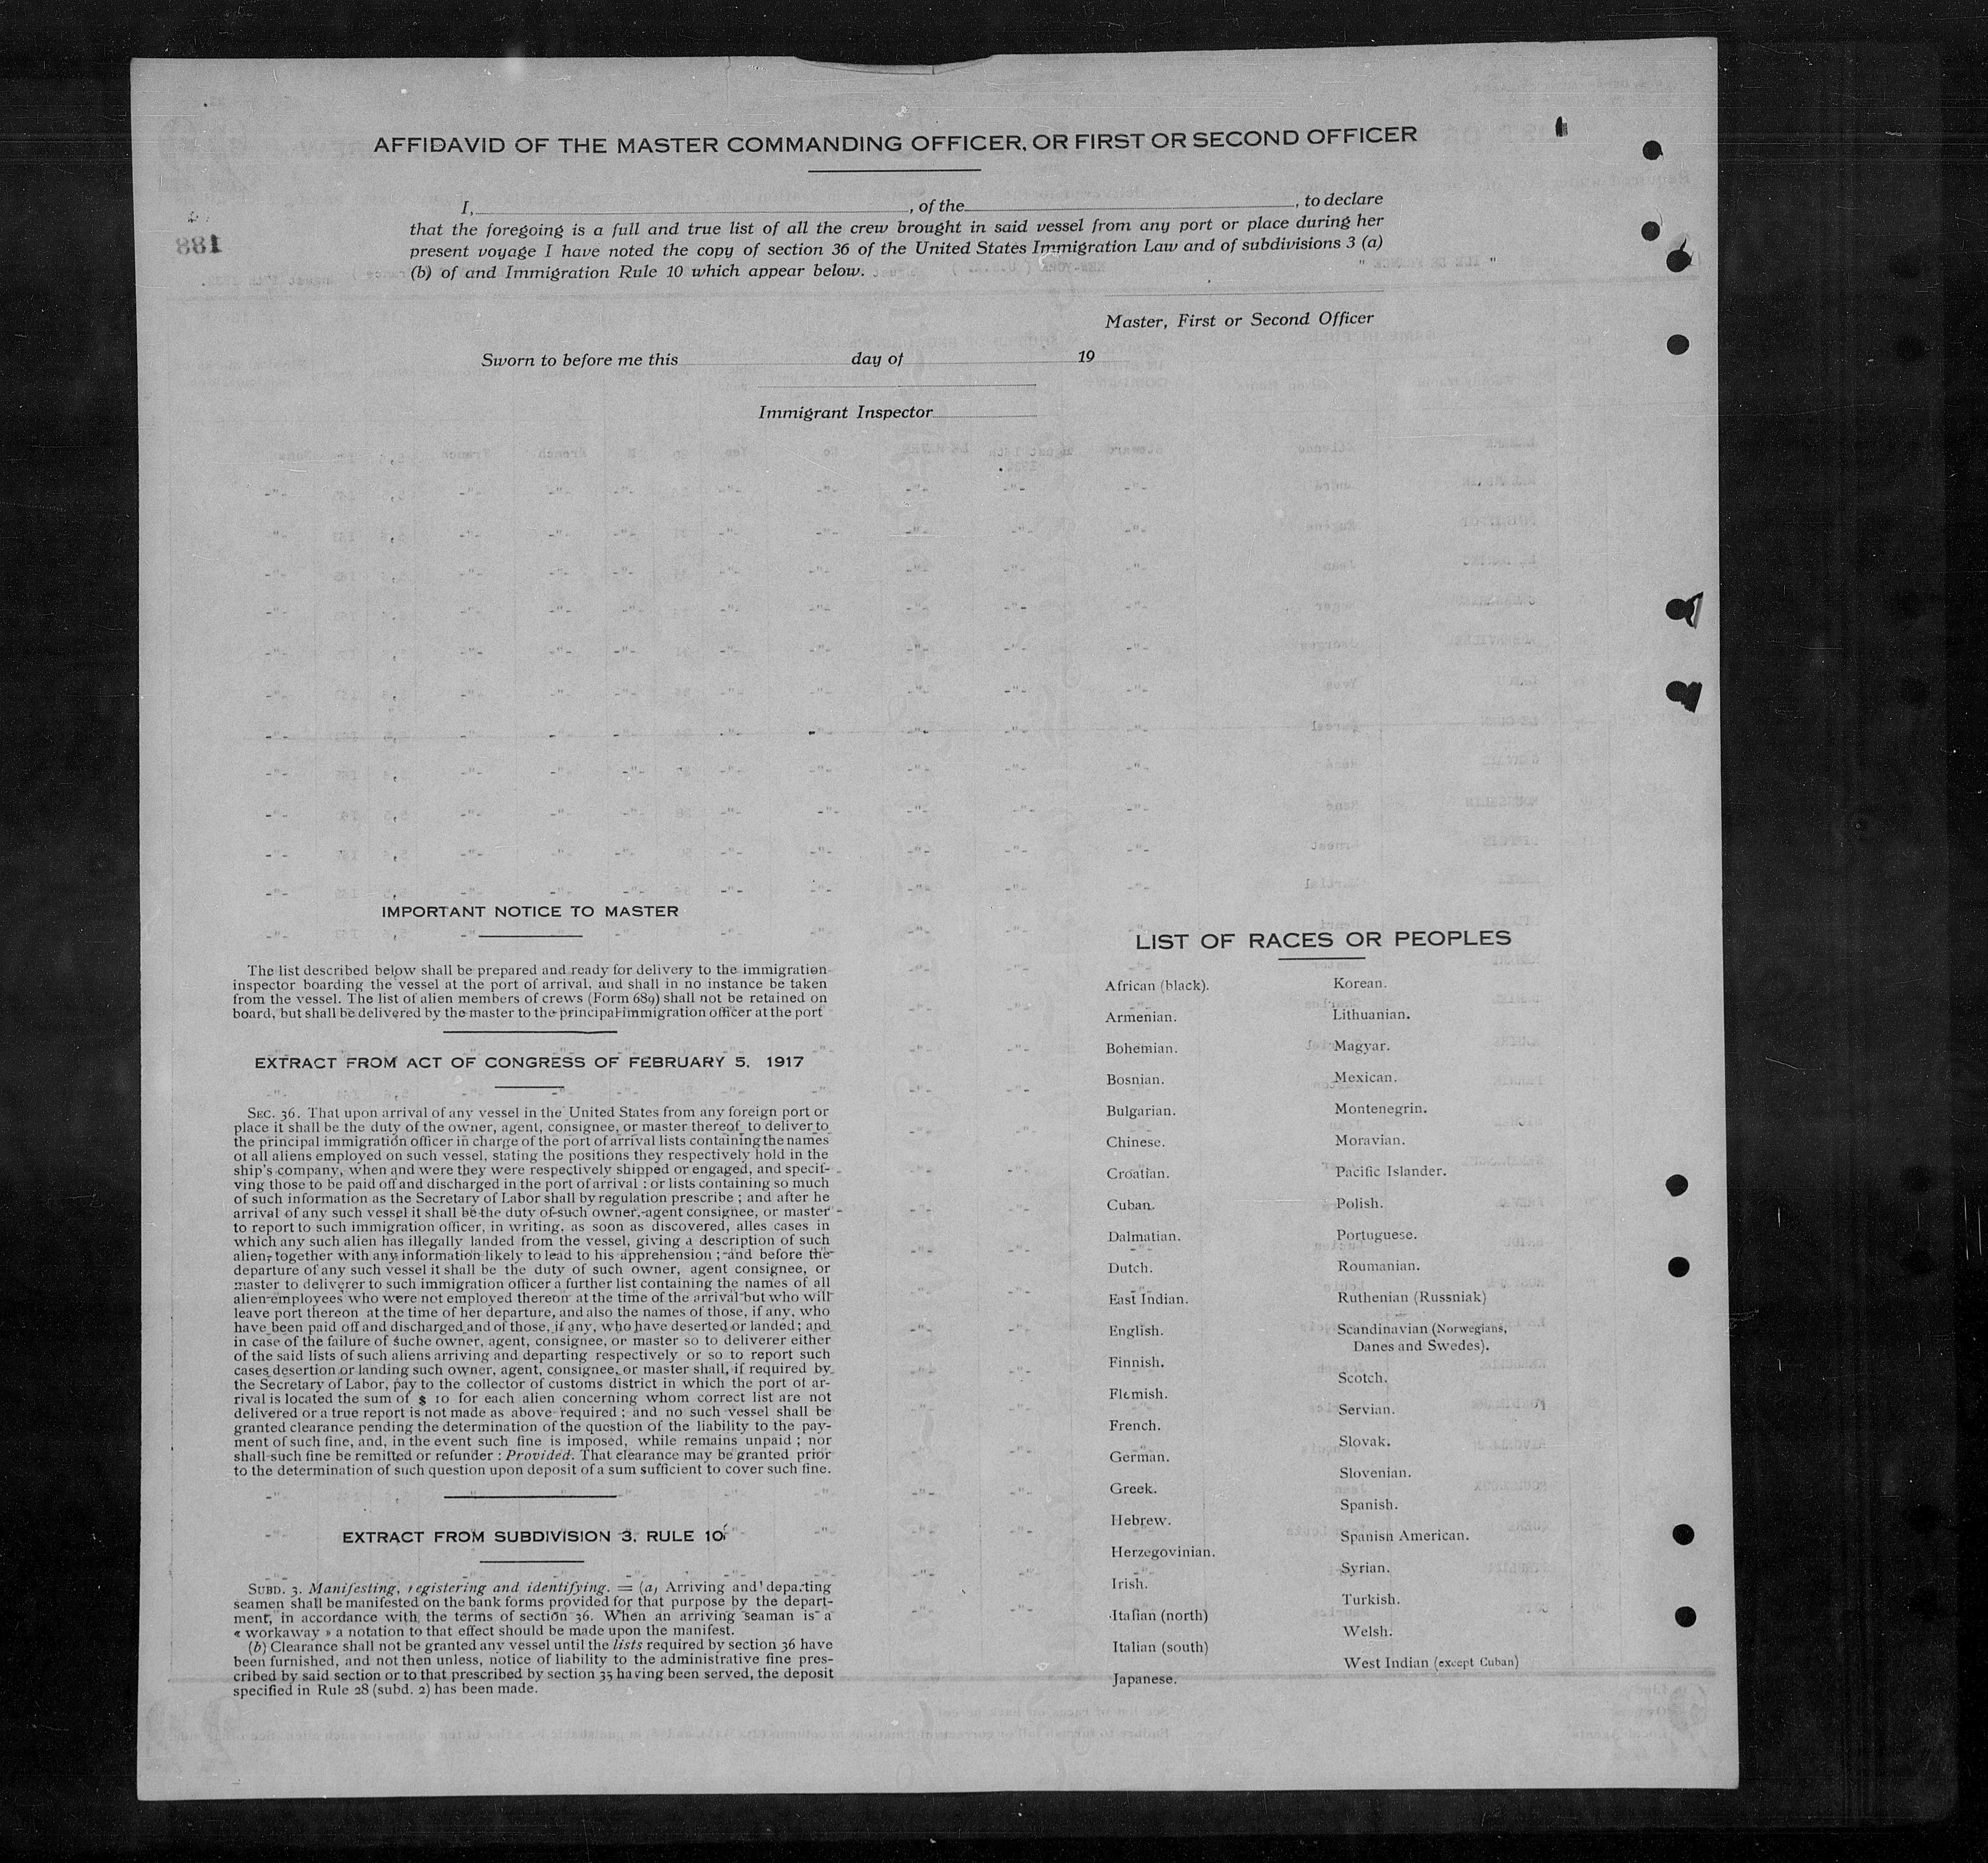 AFFIDAVID OF THE MASTER COMMANDING OFFICER, OR FIRST OR SECOND OFFICER
I, , of the , to declare
that the foregoing is a full and true list of all the crew brought in said vessel from any port or place during her
present voyage I have noted the copy of section 36 of the United States Immigration Law and of subdivisions 3 (a)
(b) of and Immigration Rule 10 which appear below.
188
Master, First or Second Officer
Sworn to before me this day of 19
Immigrant Inspector
IMPORTANT NOTICE TO MASTER
The list described below shall be prepared and ready for delivery to the immigration
inspector boarding the vessel at the port of arrival, and shall in no instance be taken
from the vessel. The list of alien members of crews (Form 689) shall not be retained on
board, but shall be delivered by the master to the principal immigration officer at the port
EXTRACT FROM ACT OF CONGRESS OF FEBRUARY 5, 1917
SEC. 36. That upon arrival of any vessel in the United States from any foreign port or
place it shall be the duty of the owner, agent, consignee, or master thereof to deliver to
the principal immigration officer in charge of the port of arrival lists containing the names
of all aliens employed on such vessel, stating the positions they respectively hold in the
ship's company, when and were they were respectively shipped or engaged, and specif-
ving those to be paid off and discharged in the port of arrival : or lists containing so much
of such information as the Secretary of Labor shall by regulation prescribe ; and after he
arrival of any such vessel it shall be the duty of such owner, agent consignee, or master
to report to such immigration officer, in writing, as soon as discovered, alles cases in
which any such alien has illegally landed from the vessel, giving a description of such
alien, together with any information likely to lead to his apprehension ; and before the
departure of any such vessel it shall be the duty of such owner, agent consignee, or
master to deliverer to such immigration officer a further list containing the names of all
alien employees who were not employed thereon at the time of the arrival but who will
leave port thereon at the time of her departure, and also the names of those, if any, who
have been paid off and discharged and of those, if any, who have deserted or landed ; and
in case of the failure of suche owner, agent, consignee, or master so to deliverer either
of the said lists of such aliens arriving and departing respectively or so to report such
cases desertion or landing such owner, agent, consignee, or master shall, if required by
the Secretary of Labor, pay to the collector of customs district in which the port of ar-
rival is located the sum of $ 10 for each alien concerning whom correct list are not
delivered or a true report is not made as above required ; and no such vessel shall be
granted clearance pending the determination of the question of the liability to the pay-
ment of such fine, and, in the event such fine is imposed, while remains unpaid ; nor
shall such fine be remitted or refunder : Provided. That clearance may be granted prior
to the determination of such question upon deposit of a sum sufficient to cover such fine.
EXTRACT FROM SUBDIVISION 3, RULE 10
SUBD. 3. Manifesting, registering and identifying. = (a) Arriving and departing
seamen shall be manifested on the bank forms provided for that purpose by the depart-
ment, in accordance with the terms of section 36. When an arriving seaman is a
« workaway » a notation to that effect should be made upon the manifest.
(b) Clearance shall not be granted any vessel until the lists required by section 36 have
been furnished, and not then unless, notice of liability to the administrative fine pres-
cribed by said section or to that prescribed by section 35 having been served, the deposit
specified in Rule 28 (subd. 2) has been made.
LIST OF RACES OR PEOPLES
African (black).
Armenian.
Bohemian.
Bosnian.
Bulgarian.
Chinese.
Croatian.
Cuban.
Dalmatian.
Dutch.
East Indian.
English.
Finnish.
Flemish.
French.
German.
Greek.
Hebrew.
Herzegovinian.
Irish.
Italian (north)
Italian (south)
Japanese.
Korean.
Lithuanian.
Magyar.
Mexican.
Montenegrin.
Moravian.
Pacific Islander.
Polish.
Portuguese.
Roumanian.
Ruthenian (Russniak)
Scandinavian (Norwegians,
Danes and Swedes).
Scotch.
Servian.
Slovak.
Slovenian.
Spanish.
Spanish American.
Syrian.
Turkish.
Welsh.
West Indian (except Cuban)